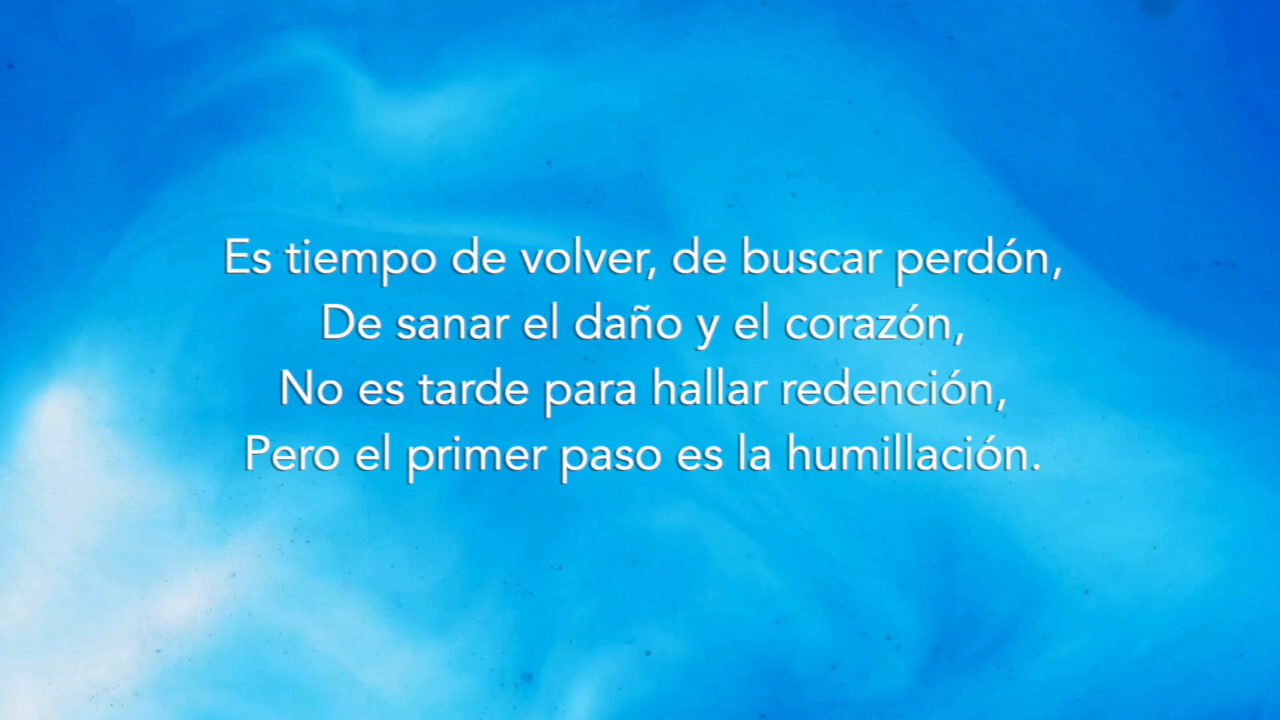 Es tiempo de volver, de buscar perdón,
De sanar el daño y el corazón,
No es tarde para hallar redención,
Pero el primer paso es la humillación.